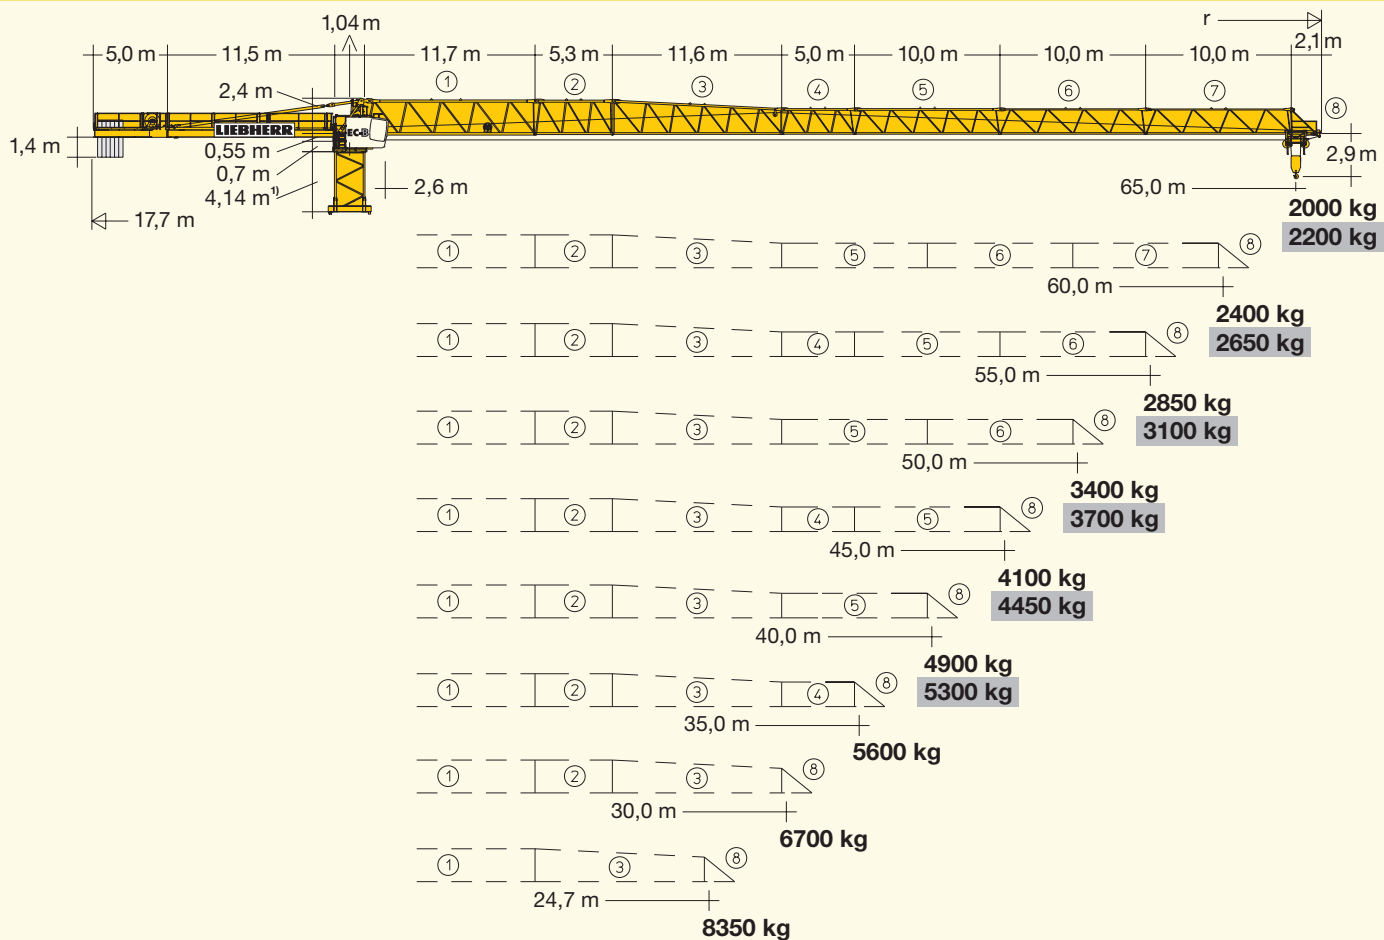 1,04 m
r
5,0 m 11,5 m 11,7 m 5,3 m 11,6 m 5,0 m 10,0 m 10,0 m 10,0 m 2,1 m
① ② ③ ④ ⑤ ⑥ ⑦ ⑧
2,4 m
LIEBHERR EC-B
1,4 m
0,55 m
0,7 m
4,14 m¹⁾
2,6 m
2,9 m
65,0 m
17,7 m
2000 kg
2200 kg
① ② ③ ⑤ ⑥ ⑦ ⑧
60,0 m
2400 kg
2650 kg
① ② ③ ④ ⑤ ⑥ ⑧
55,0 m
2850 kg
3100 kg
① ② ③ ⑤ ⑥ ⑧
50,0 m
3400 kg
3700 kg
① ② ③ ④ ⑤ ⑧
45,0 m
4100 kg
4450 kg
① ② ③ ⑤ ⑧
40,0 m
4900 kg
5300 kg
① ② ③ ④ ⑧
35,0 m
5600 kg
① ② ③ ⑧
30,0 m
6700 kg
① ③ ⑧
24,7 m
8350 kg